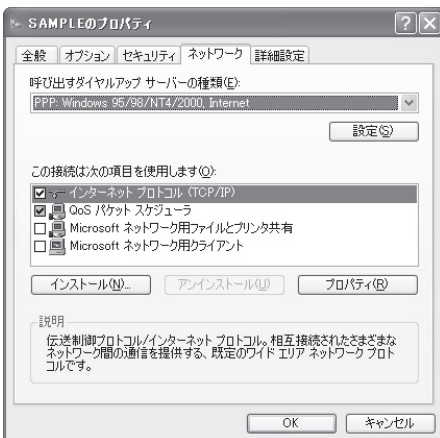 SAMPLEのプロパティ
全般 オプション セキュリティ ネットワーク 詳細設定
呼び出すダイヤルアップ サーバーの種類(E):
PPP: Windows 95/98/NT4/2000, Internet
設定(S)
この接続は次の項目を使用します(O):
インターネット プロトコル (TCP/IP)
QoS パケット スケジューラ
Microsoft ネットワーク用ファイルとプリンタ共有
Microsoft ネットワーク用クライアント
インストール(N)... アンインストール(U) プロパティ(R)
説明
伝送制御プロトコル/インターネット プロトコル。相互接続されたさまざまな
ネットワーク間の通信を提供する、既定のワイド エリア ネットワーク プロト
コルです。
OK キャンセル